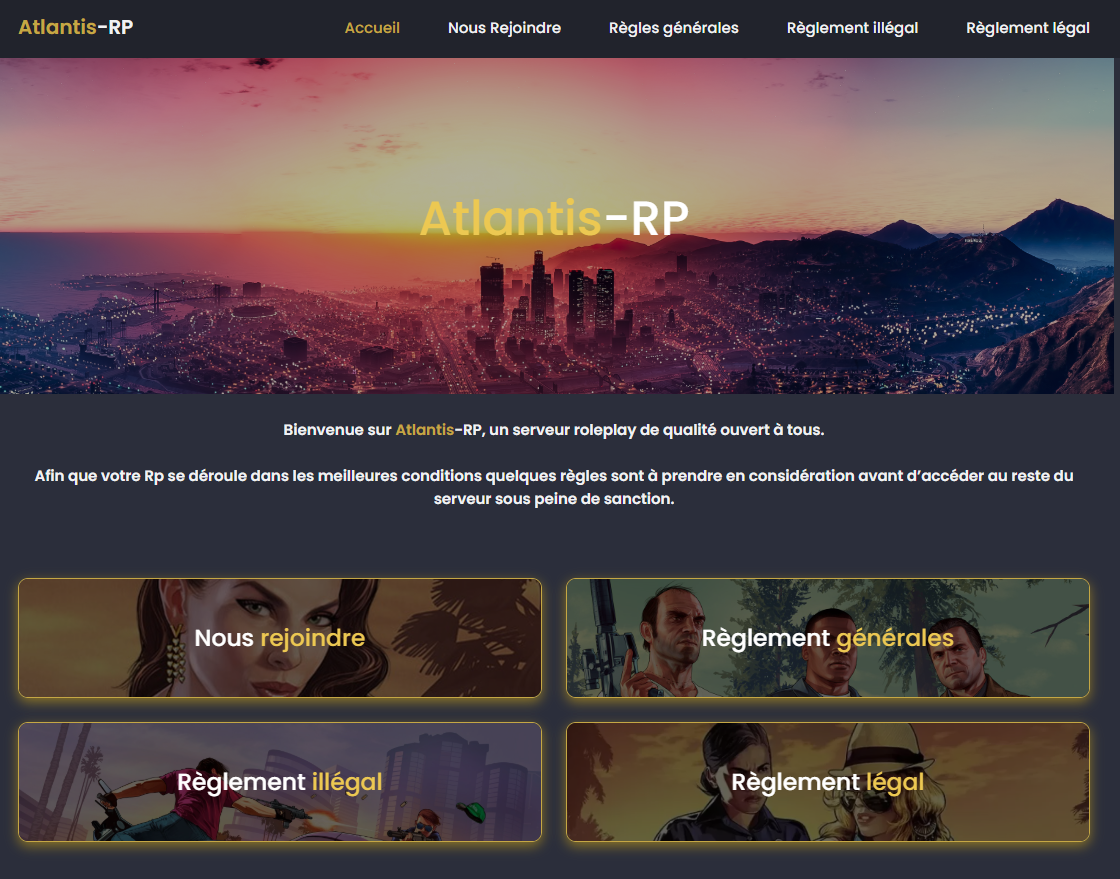 Atlantis-RP
Accueil
Nous Rejoindre
Règles générales
Règlement illégal
Règlement légal
Atlantis-RP
Bienvenue sur Atlantis-RP, un serveur roleplay de qualité ouvert à tous.
Afin que votre Rp se déroule dans les meilleures conditions quelques règles sont à prendre en considération avant d’accéder au reste du
serveur sous peine de sanction.
Nous rejoindre
Règlement générales
Règlement illégal
Règlement légal